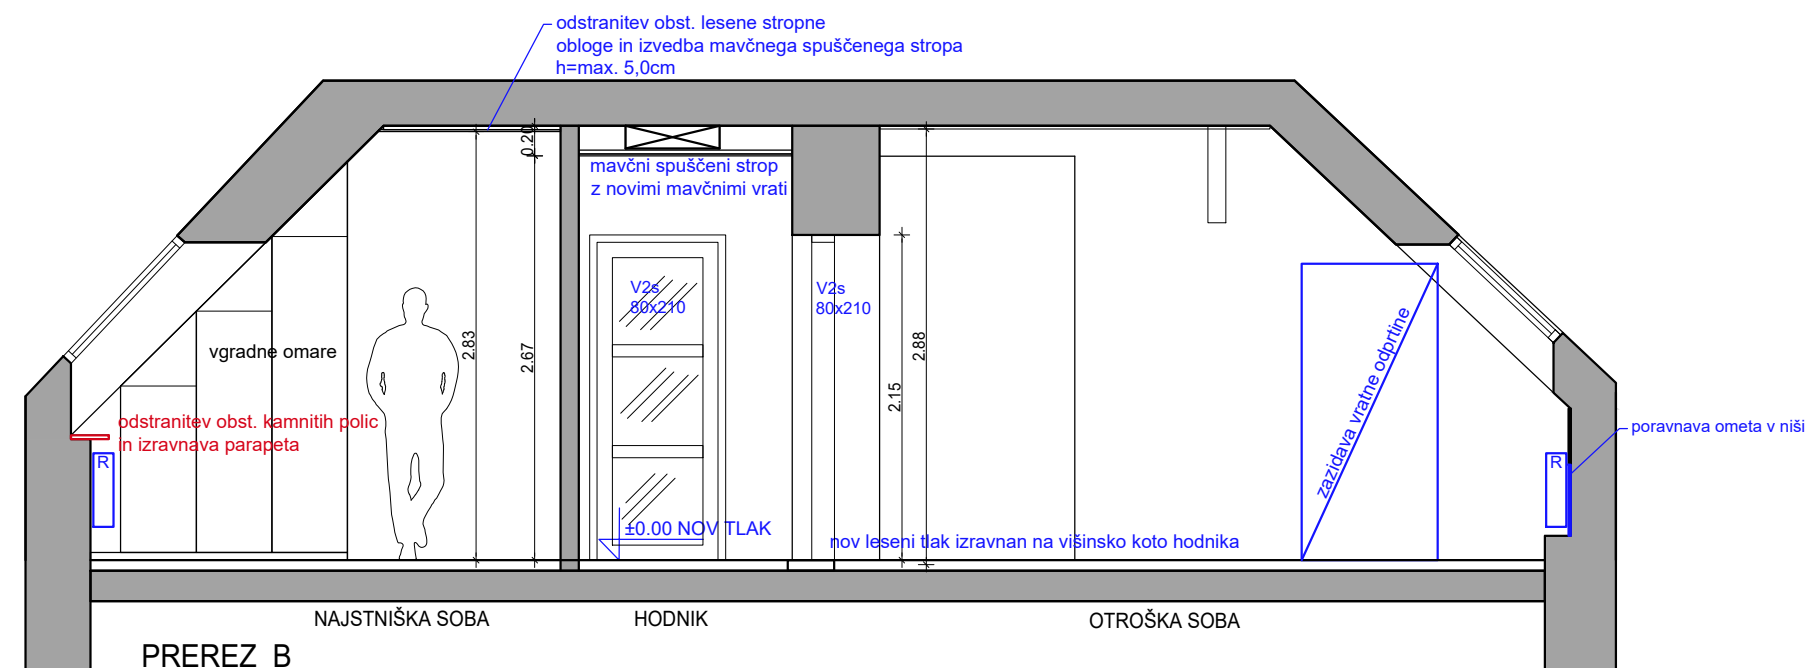 odstranitev obst. lesene stropne
obloge in izvedba mavčnega spuščenega stropa
h=max. 5,0cm
0.20
mavčni spuščeni strop
z novimi mavčnimi vrati
V2s
80x210
V2s
80x210
2.83
2.67
2.88
2.15
vgradne omare
zazidava vratne odprtine
odstranitev obst. kamnitih polic
in izravnava parapeta
poravnava ometa v niši
R
R
±0.00 NOV TLAK
nov leseni tlak izravnan na višinsko koto hodnika
NAJSTNIŠKA SOBA
HODNIK
OTROŠKA SOBA
PREREZ B